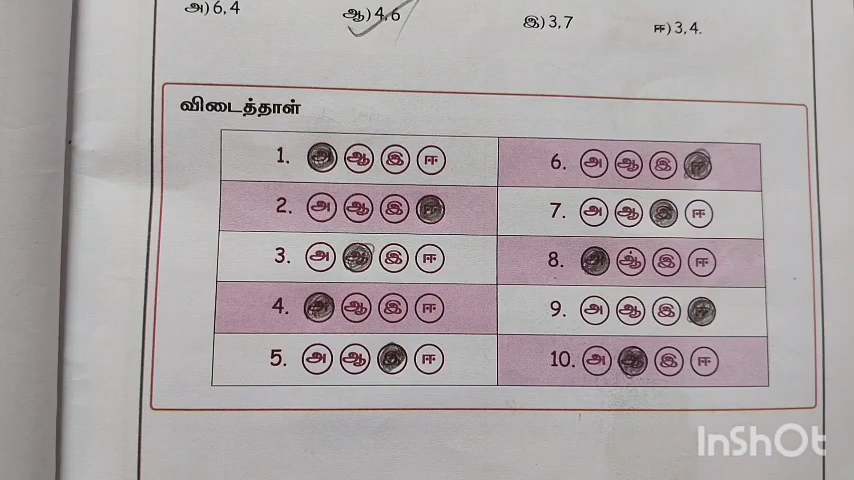 அ) 6, 4 ஆ) 4, 6 இ) 3, 7 ஈ) 3, 4.
விடைத்தாள்
1. அ ஆ இ ஈ 6. அ ஆ இ ஈ
2. அ ஆ இ ஈ 7. அ ஆ இ ஈ
3. அ ஆ இ ஈ 8. அ ஆ இ ஈ
4. அ ஆ இ ஈ 9. அ ஆ இ ஈ
5. அ ஆ இ ஈ 10. அ ஆ இ ஈ
InShOt